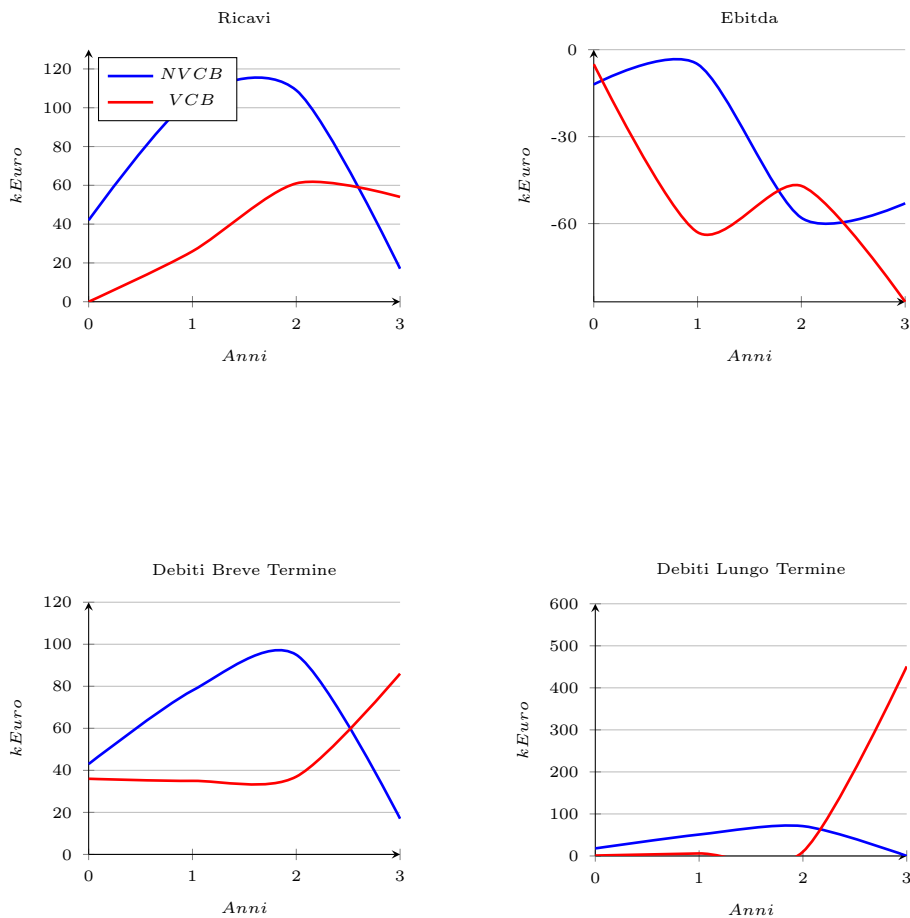 Ricavi
kEuro
120
100
80
60
40
20
0
NVCB
VCB
0 1 2 3
Anni
Ebitda
kEuro
0
-30
-60
0 1 2 3
Anni
Debiti Breve Termine
kEuro
120
100
80
60
40
20
0
0 1 2 3
Anni
Debiti Lungo Termine
kEuro
600
500
400
300
200
100
0
0 1 2 3
Anni